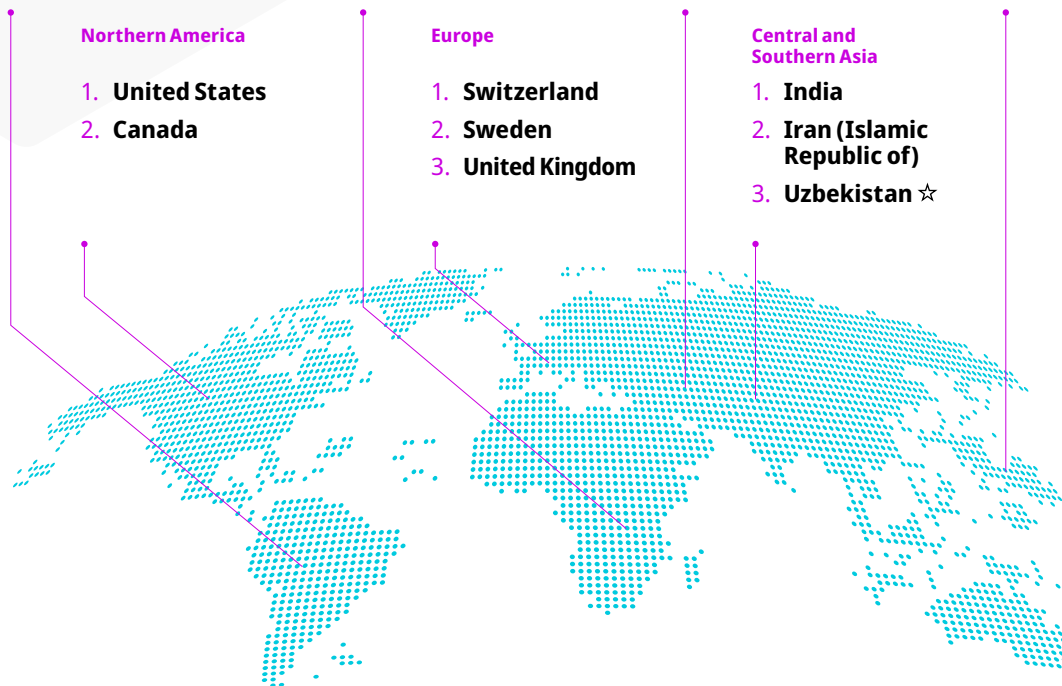 Northern America
1. United States
2. Canada
Europe
1. Switzerland
2. Sweden
3. United Kingdom
Central and
Southern Asia
1. India
2. Iran (Islamic
Republic of)
3. Uzbekistan ☆